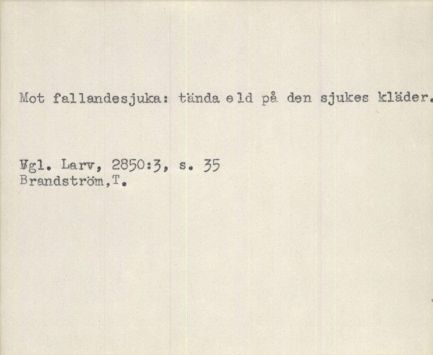 Mot fallandesjuka: tända eld på den sjukes kläder.
Vgl. Larv, 2850:3, s. 35
Brandström,T.